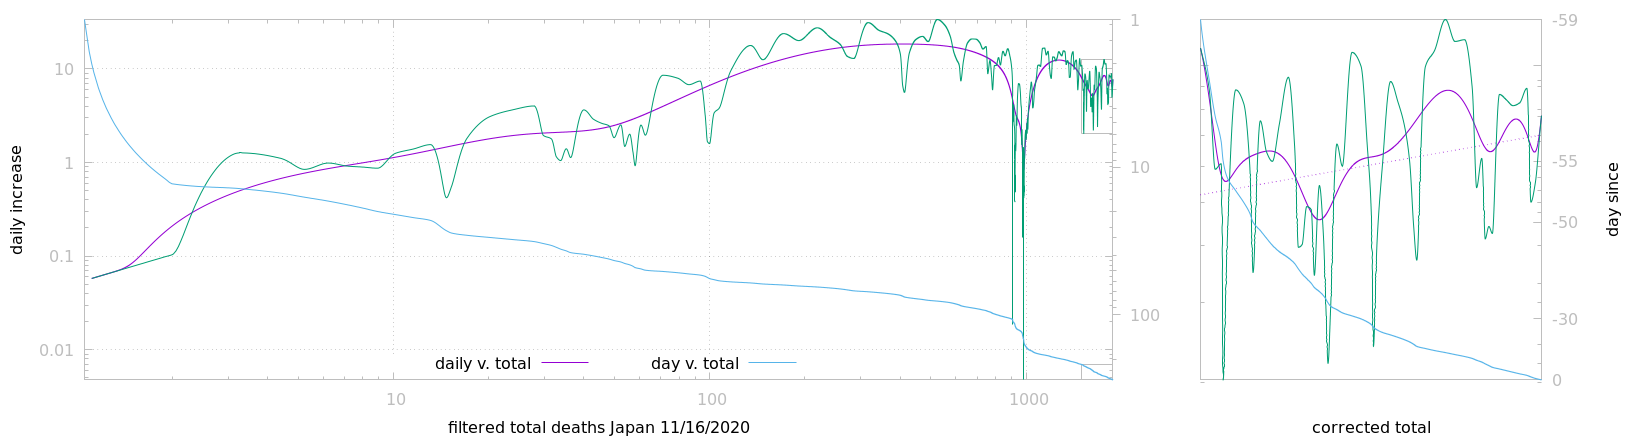 1
-59
10
daily increase
1
10
-55
0.1
-50
day since
100
-30
0.01
daily v. total
day v. total
0
10
100
1000
filtered total deaths Japan 11/16/2020
corrected total